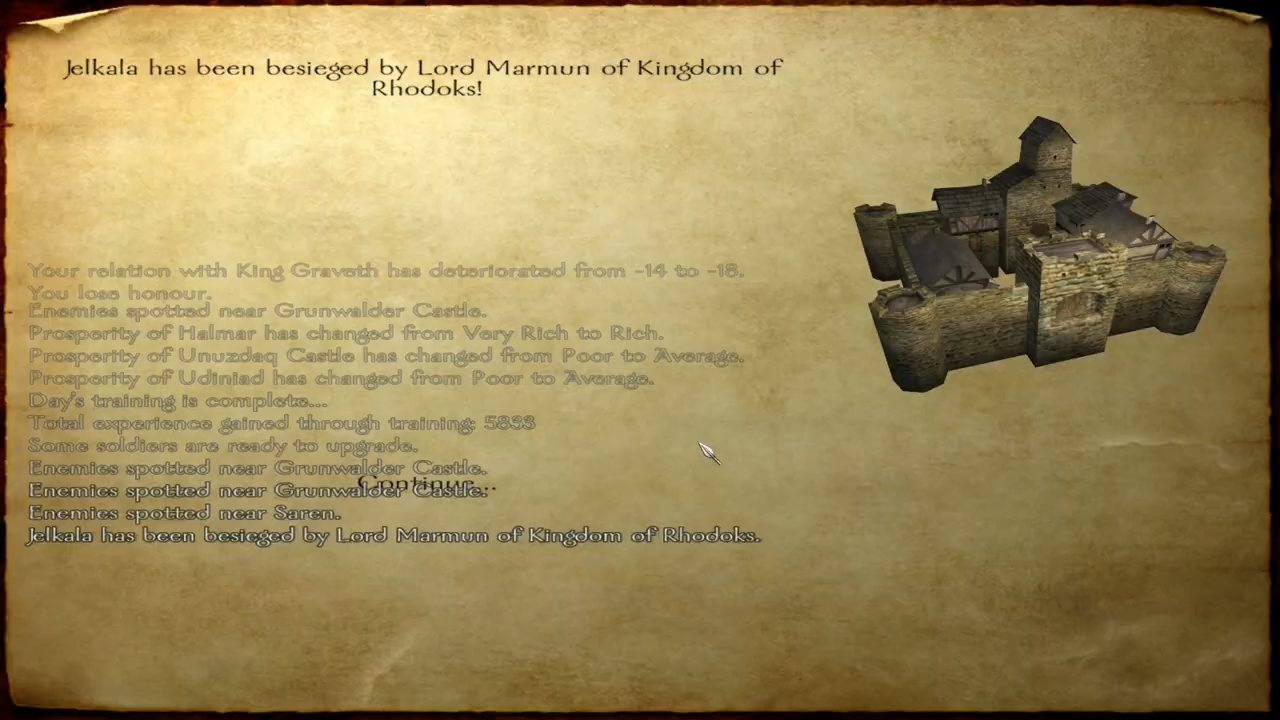 Jelkala has been besieged by Lord Marmun of Kingdom of
Rhodoks!
Your relation with King Graveth has deteriorated from -14 to -18.
You lose honour.
Enemies spotted near Grunwalder Castle.
Prosperity of Halmar has changed from Very Rich to Rich.
Prosperity of Unuzdaq Castle has changed from Poor to Average.
Prosperity of Udiniad has changed from Poor to Average.
Day's training is complete...
Total experience gained through training: 5833
Some soldiers are ready to upgrade.
Enemies spotted near Grunwalder Castle.
Continue...
Enemies spotted near Grunwalder Castle.
Enemies spotted near Saren.
Jelkala has been besieged by Lord Marmun of Kingdom of Rhodoks.